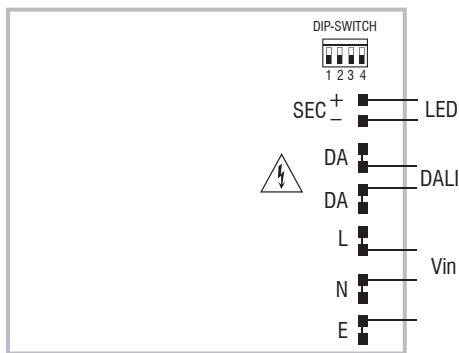 DIP-SWITCH
1 2 3 4
SEC + −
LED
DA
DALI
DA
L
Vin
N
E